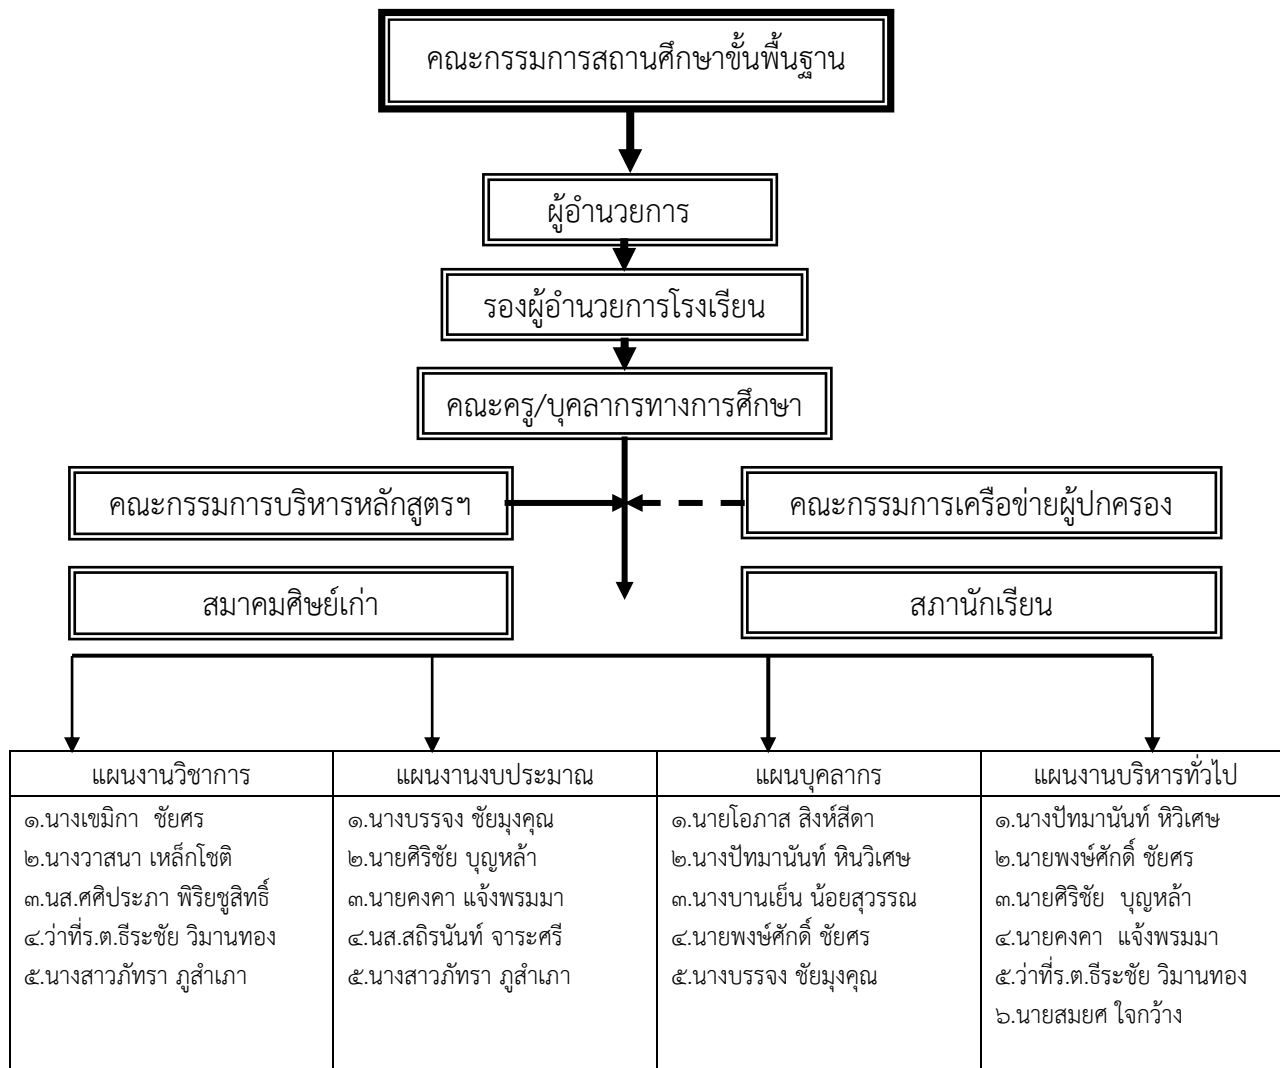 คณะกรรมการสถานศึกษาขั้นพื้นฐาน
ผู้อำนวยการ
รองผู้อำนวยการโรงเรียน
คณะครู/บุคลากรทางการศึกษา
คณะกรรมการบริหารหลักสูตรฯ
คณะกรรมการเครือข่ายผู้ปกครอง
สมาคมศิษย์เก่า
สภานักเรียน
แผนงานวิชาการ
๑.นางเขมิกา ชัยศร
๒.นางวาสนา เหล็กโชติ
๓.นส.ศศิประภา พิริยชูสิทธิ์
๔.ว่าที่ร.ต.ธีระชัย วิมานทอง
๕.นางสาวภัทรา ภูสำเภา
แผนงานงบประมาณ
๑.นางบรรจง ชัยมุงคุณ
๒.นายศิริชัย บุญหล้า
๓.นายคงคา แจ้งพรมมา
๔.นส.สถิรนันท์ จาระศรี
๕.นางสาวภัทรา ภูสำเภา
แผนบุคลากร
๑.นายโอภาส สิงห์สีดา
๒.นางปัทมานันท์ หินวิเศษ
๓.นางบานเย็น น้อยสุวรรณ
๔.นายพงษ์ศักดิ์ ชัยศร
๕.นางบรรจง ชัยมุงคุณ
แผนงานบริหารทั่วไป
๑.นางปัทมานันท์ หิวิเศษ
๒.นายพงษ์ศักดิ์ ชัยศร
๓.นายศิริชัย บุญหล้า
๔.นายคงคา แจ้งพรมมา
๕.ว่าที่ร.ต.ธีระชัย วิมานทอง
๖.นายสมยศ ใจกว้าง